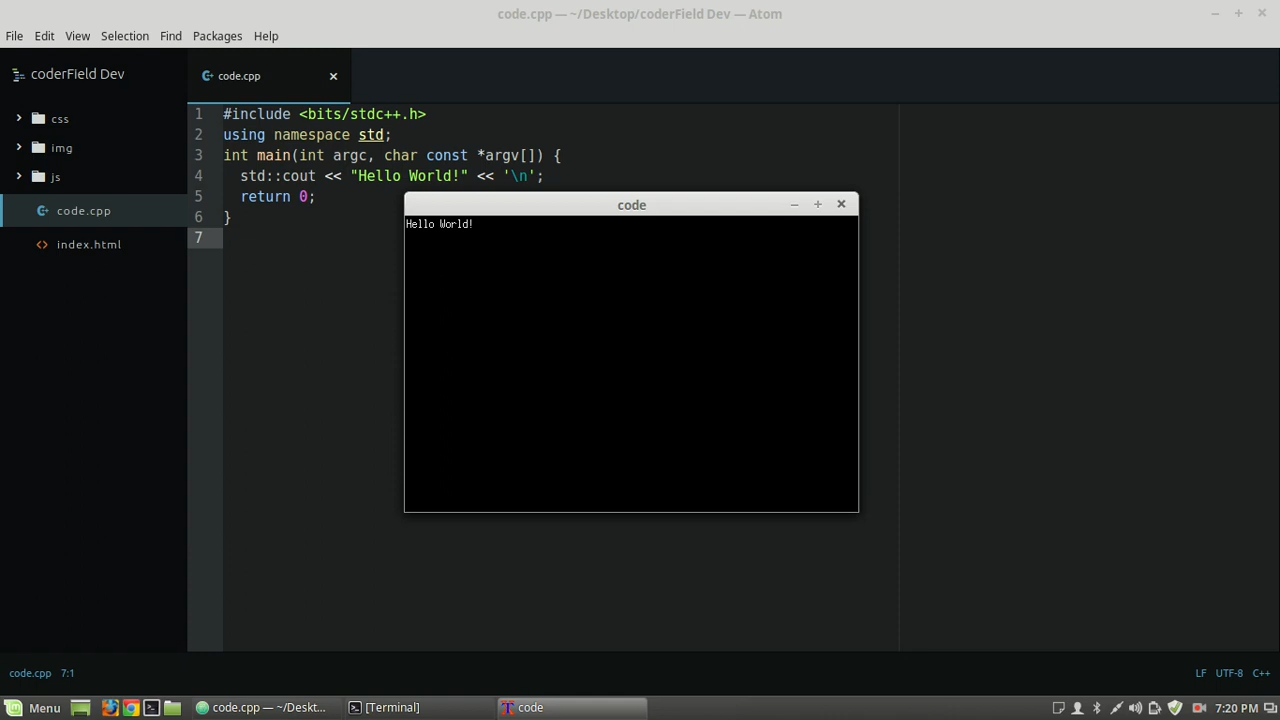 code.cpp — ~/Desktop/coderField Dev — Atom
File Edit View Selection Find Packages Help
coderField Dev
code.cpp
css
img
js
code.cpp
index.html
1 #include <bits/stdc++.h>
2 using namespace std;
3 int main(int argc, char const *argv[]) {
4 std::cout << "Hello World!" << '\n';
5 return 0;
6 }
7
code
Hello World!
code.cpp 7:1
LF UTF-8 C++
Menu
code.cpp — ~/Deskt...
[Terminal]
code
7:20 PM